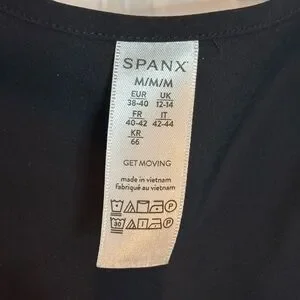 SPANX
M/M/M
EUR UK
38-40 12-14
FR IT
40-42 42-44
KR
66
GET MOVING
made in vietnam
fabriqué au vietnam
P
30 P